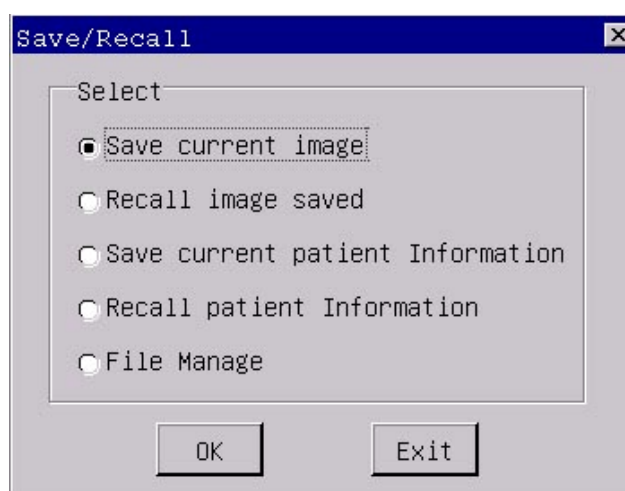 Save/Recall
Select
Save current image
Recall image saved
Save current patient Information
Recall patient Information
File Manage
OK
Exit